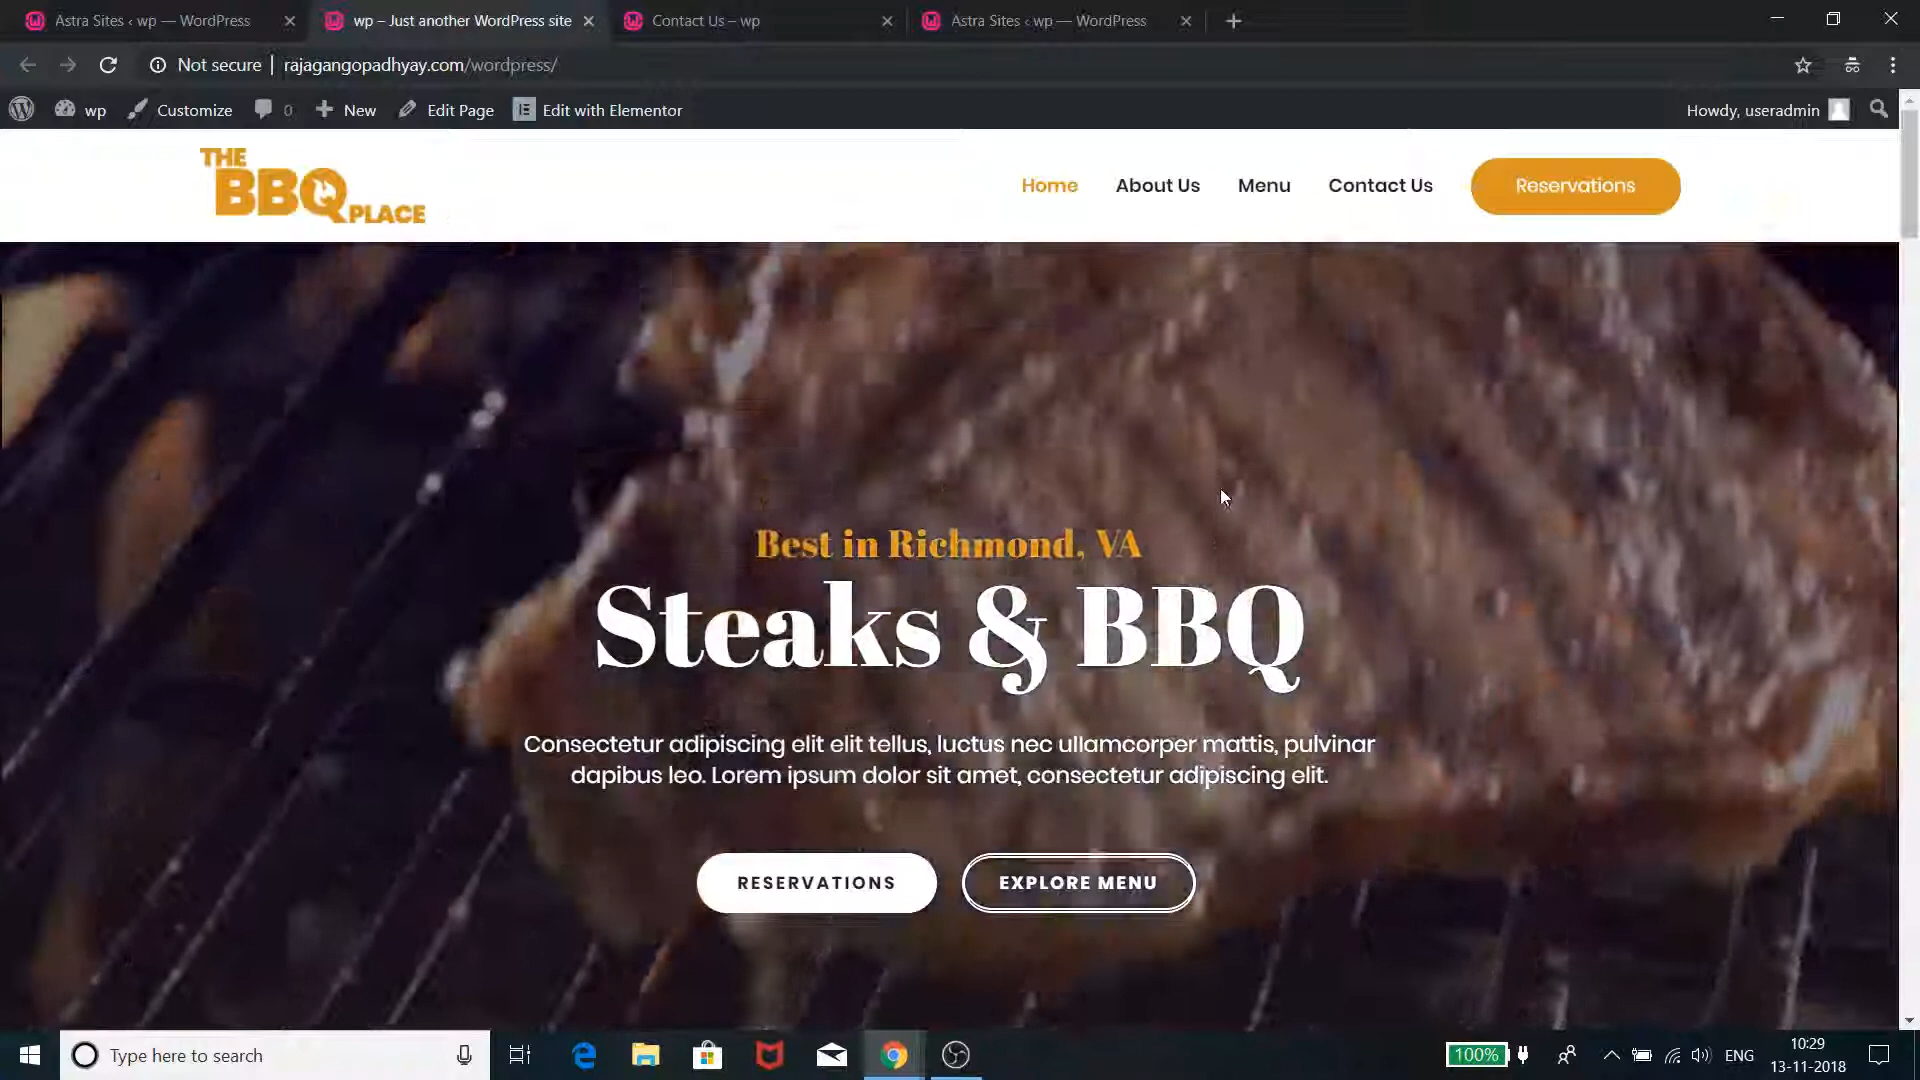 Astra Sites ‹ wp — WordPress
wp – Just another WordPress site
Contact Us – wp
Astra Sites ‹ wp — WordPress
Not secure
rajagangopadhyay.com/wordpress/
wp
Customize
0
New
Edit Page
Edit with Elementor
Howdy, useradmin
THE
BBQ
PLACE
Home
About Us
Menu
Contact Us
Reservations
Best in Richmond, VA
Steaks & BBQ
Consectetur adipiscing elit elit tellus, luctus nec ullamcorper mattis, pulvinar
dapibus leo. Lorem ipsum dolor sit amet, consectetur adipiscing elit.
RESERVATIONS
EXPLORE MENU
Type here to search
100%
ENG
10:29
13-11-2018